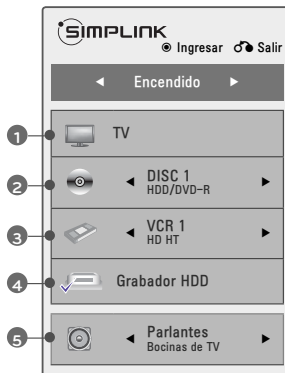 SIMPLINK
Ingresar Salir
◄ Encendido ►
1 TV
2 ◄ DISC 1 ►
HDD/DVD-R
3 ◄ VCR 1 ►
HD HT
4 Grabador HDD
5 ◄ Parlantes ►
Bocinas de TV